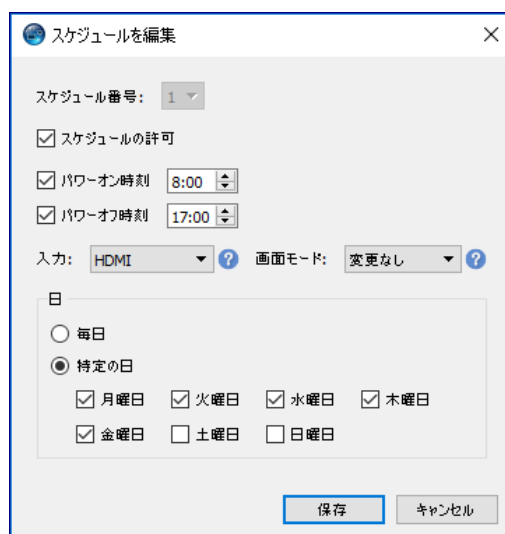 スケジュールを編集
スケジュール番号: 1
スケジュールの許可
パワーオン時刻 8:00
パワーオフ時刻 17:00
入力: HDMI ? 画面モード: 変更なし ?
日
毎日
特定の日
月曜日 火曜日 水曜日 木曜日
金曜日 土曜日 日曜日
保存 キャンセル